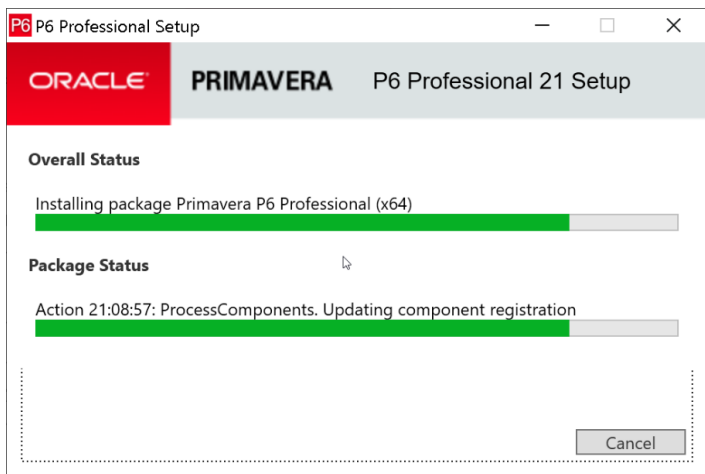 P6 P6 Professional Setup
ORACLE PRIMAVERA P6 Professional 21 Setup
Overall Status
Installing package Primavera P6 Professional (x64)
Package Status
Action 21:08:57: ProcessComponents. Updating component registration
Cancel